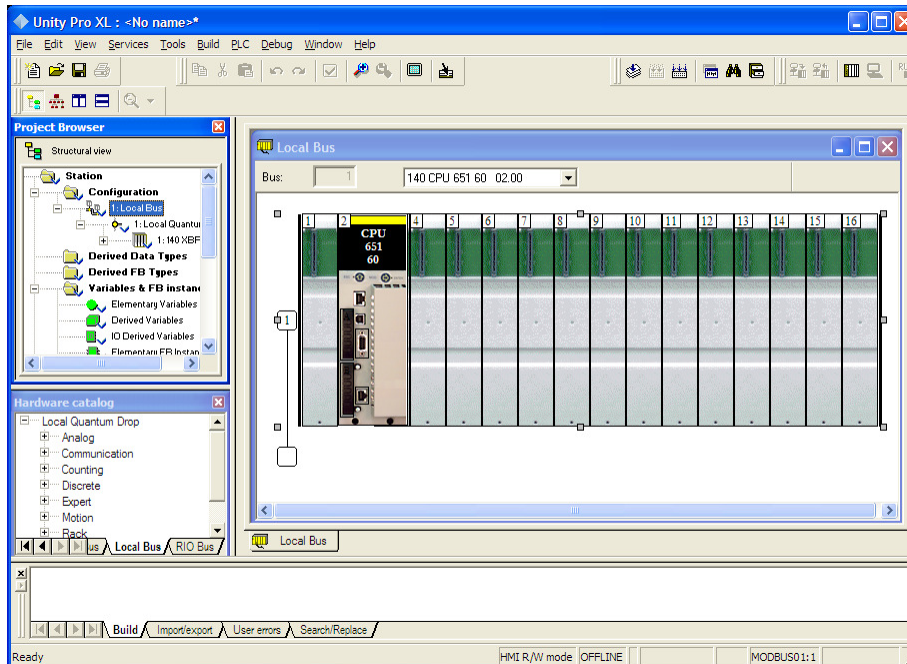 Unity Pro XL : <No name>*
File Edit View Services Tools Build PLC Debug Window Help
Project Browser
Structural view
Station
Configuration
1: Local Bus
1: Local Quantu
1: 140 XBF
Derived Data Types
Derived FB Types
Variables & FB instan
Elementary Variables
Derived Variables
IO Derived Variables
Elementary FB Instan
Hardware catalog
Local Quantum Drop
Analog
Communication
Counting
Discrete
Expert
Motion
Rack
us Local Bus RIO Bus
Local Bus
Bus: 1 140 CPU 651 60 02.00
1 2 4 5 6 7 8 9 10 11 12 13 14 15 16
CPU
651
60
1
Local Bus
Build Import/export User errors Search/Replace
Ready HMI R/W mode OFFLINE MODBUS01:1